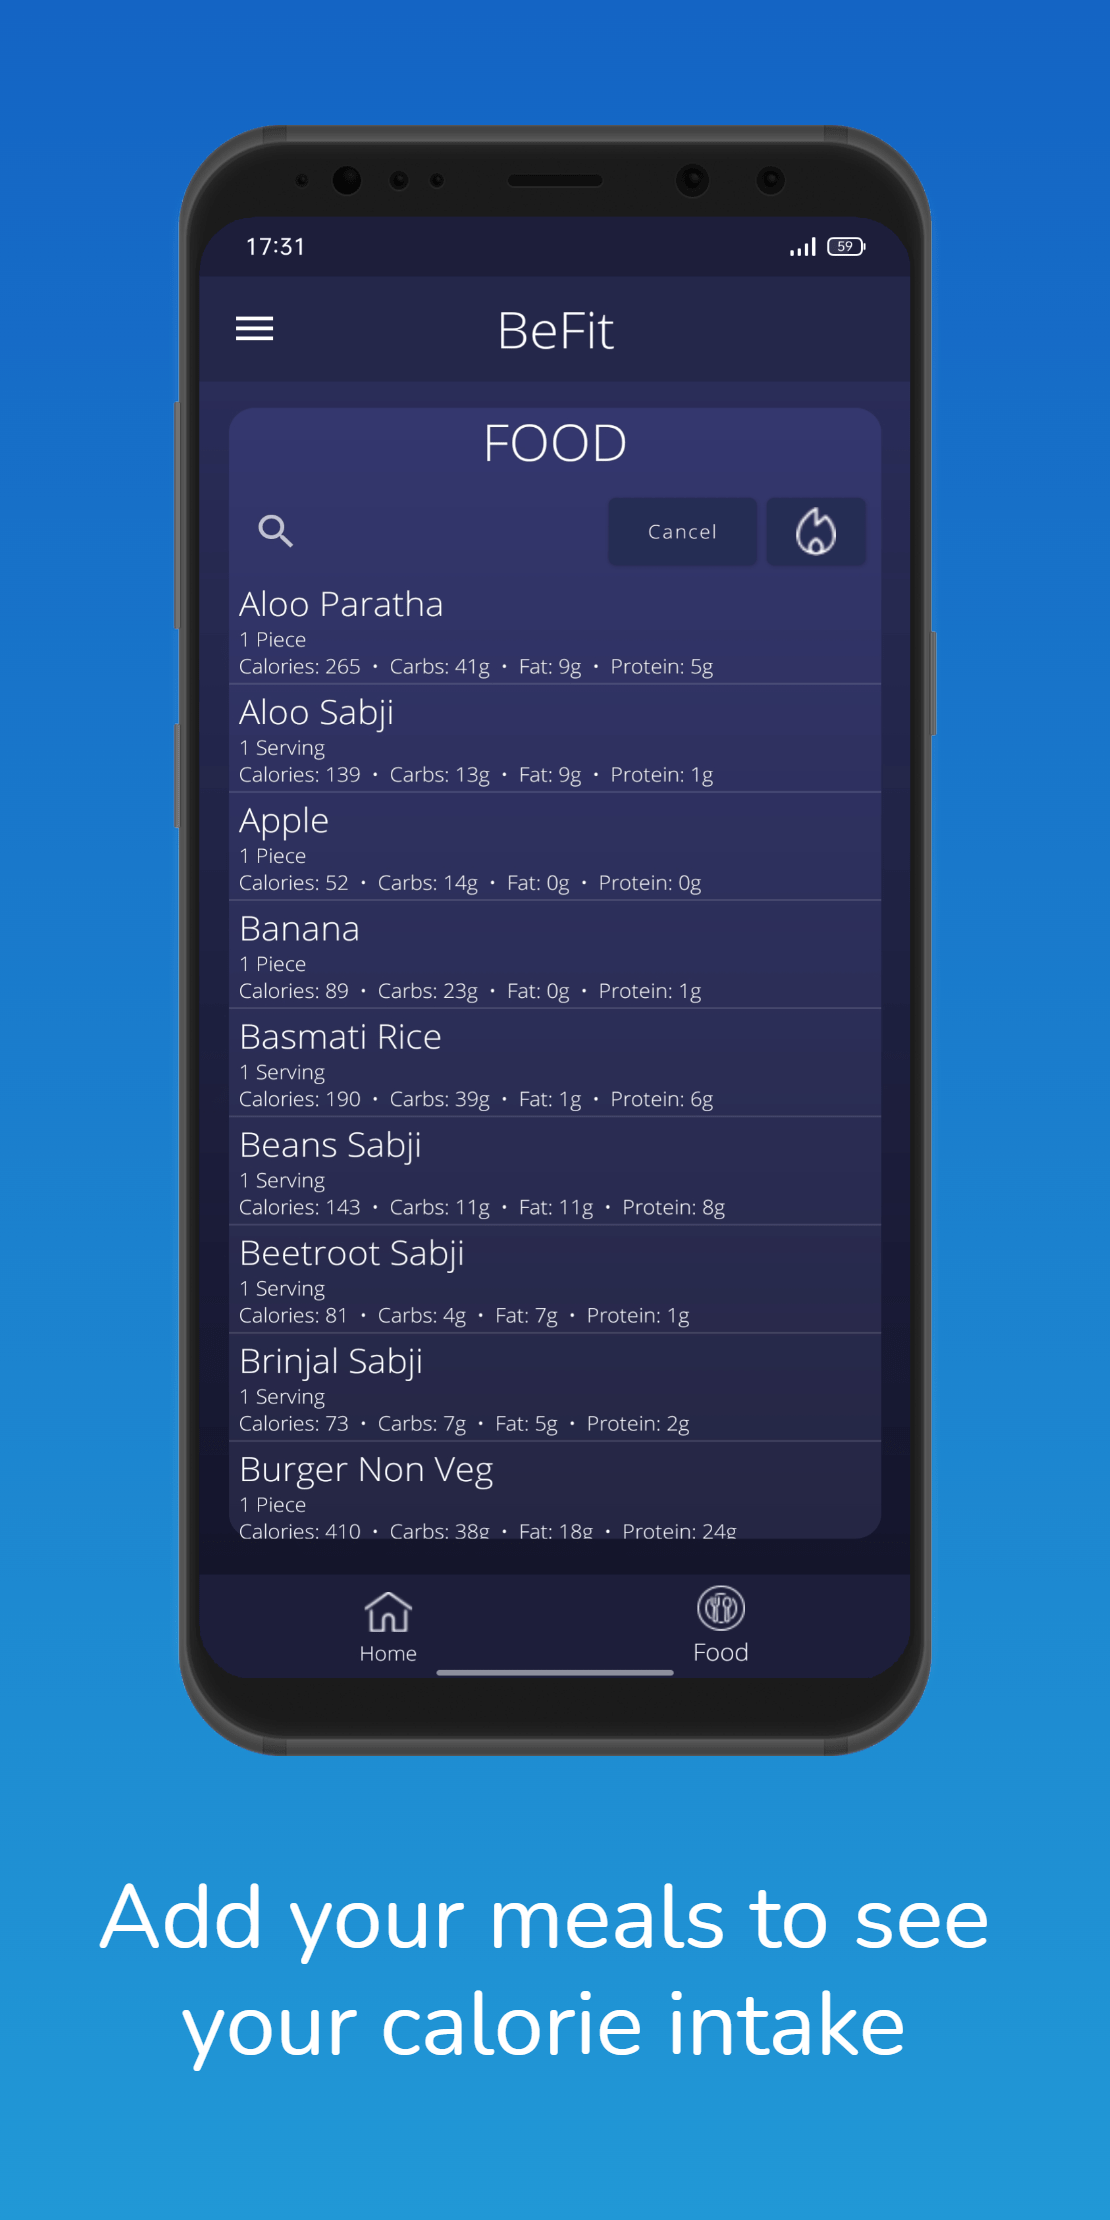 17:31
59
BeFit
FOOD
Cancel
Aloo Paratha
1 Piece
Calories: 265 • Carbs: 41g • Fat: 9g • Protein: 5g
Aloo Sabji
1 Serving
Calories: 139 • Carbs: 13g • Fat: 9g • Protein: 1g
Apple
1 Piece
Calories: 52 • Carbs: 14g • Fat: 0g • Protein: 0g
Banana
1 Piece
Calories: 89 • Carbs: 23g • Fat: 0g • Protein: 1g
Basmati Rice
1 Serving
Calories: 190 • Carbs: 39g • Fat: 1g • Protein: 6g
Beans Sabji
1 Serving
Calories: 143 • Carbs: 11g • Fat: 11g • Protein: 8g
Beetroot Sabji
1 Serving
Calories: 81 • Carbs: 4g • Fat: 7g • Protein: 1g
Brinjal Sabji
1 Serving
Calories: 73 • Carbs: 7g • Fat: 5g • Protein: 2g
Burger Non Veg
1 Piece
Calories: 410 • Carbs: 38g • Fat: 18g • Protein: 24g
Home
Food
Add your meals to see
your calorie intake